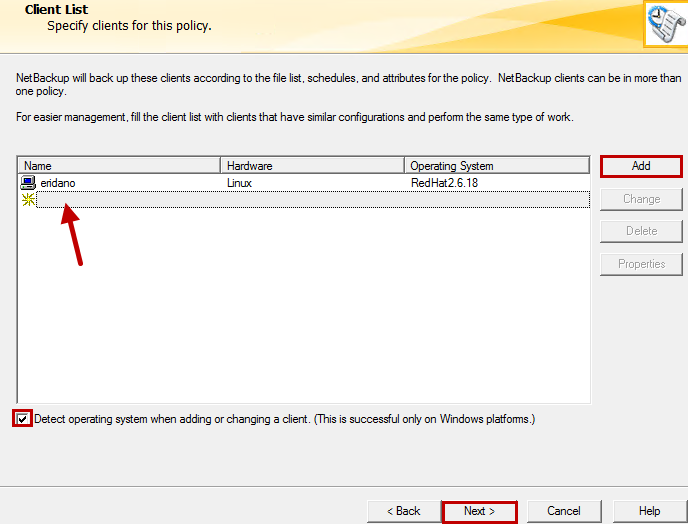 Client List
Specify clients for this policy.
NetBackup will back up these clients according to the file list, schedules, and attributes for the policy.  NetBackup clients can be in more than
one policy.
For easier management, fill the client list with clients that have similar configurations and perform the same type of work.
Name Hardware Operating System
eridano Linux RedHat2.6.18
Add
Change
Delete
Properties
Detect operating system when adding or changing a client. (This is successful only on Windows platforms.)
< Back Next > Cancel Help